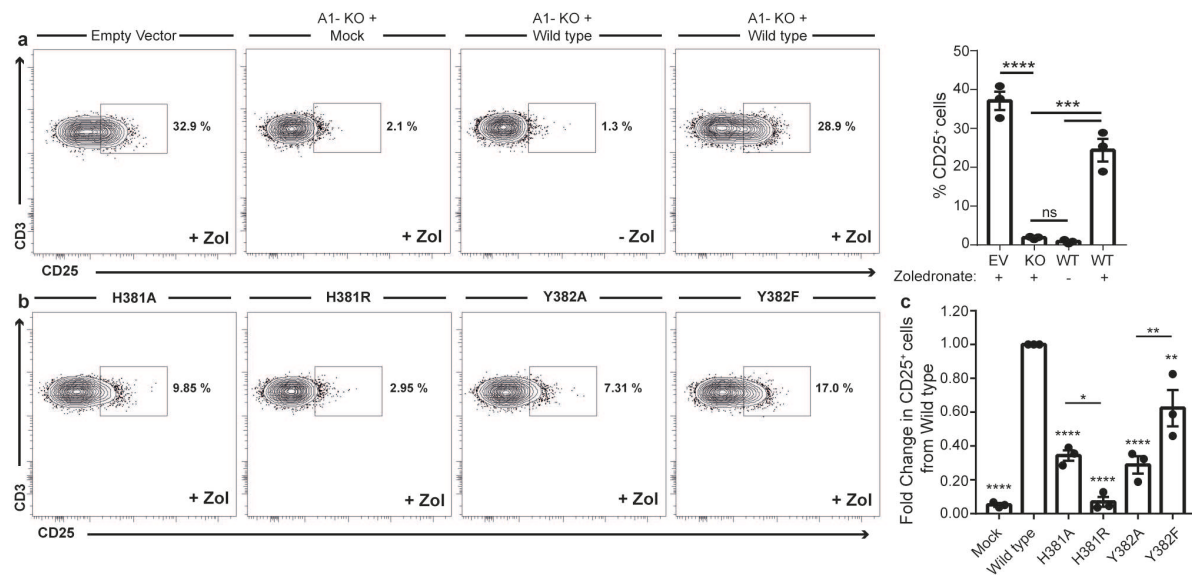 a
Empty Vector
A1- KO +
Mock
A1- KO +
Wild type
A1- KO +
Wild type
32.9 %
2.1 %
1.3 %
28.9 %
+ Zol
+ Zol
- Zol
+ Zol
CD3
CD25
% CD25+ cells
50
40
30
20
10
0
****
***
ns
EV KO WT WT
Zoledronate: + + - +
b
H381A
H381R
Y382A
Y382F
9.85 %
2.95 %
7.31 %
17.0 %
+ Zol
+ Zol
+ Zol
+ Zol
CD3
CD25
c
Fold Change in CD25+ cells
from Wild type
1.20
1.00
0.80
0.60
0.40
0.20
0.00
****
****
*
****
****
**
**
Mock
Wild type
H381A
H381R
Y382A
Y382F